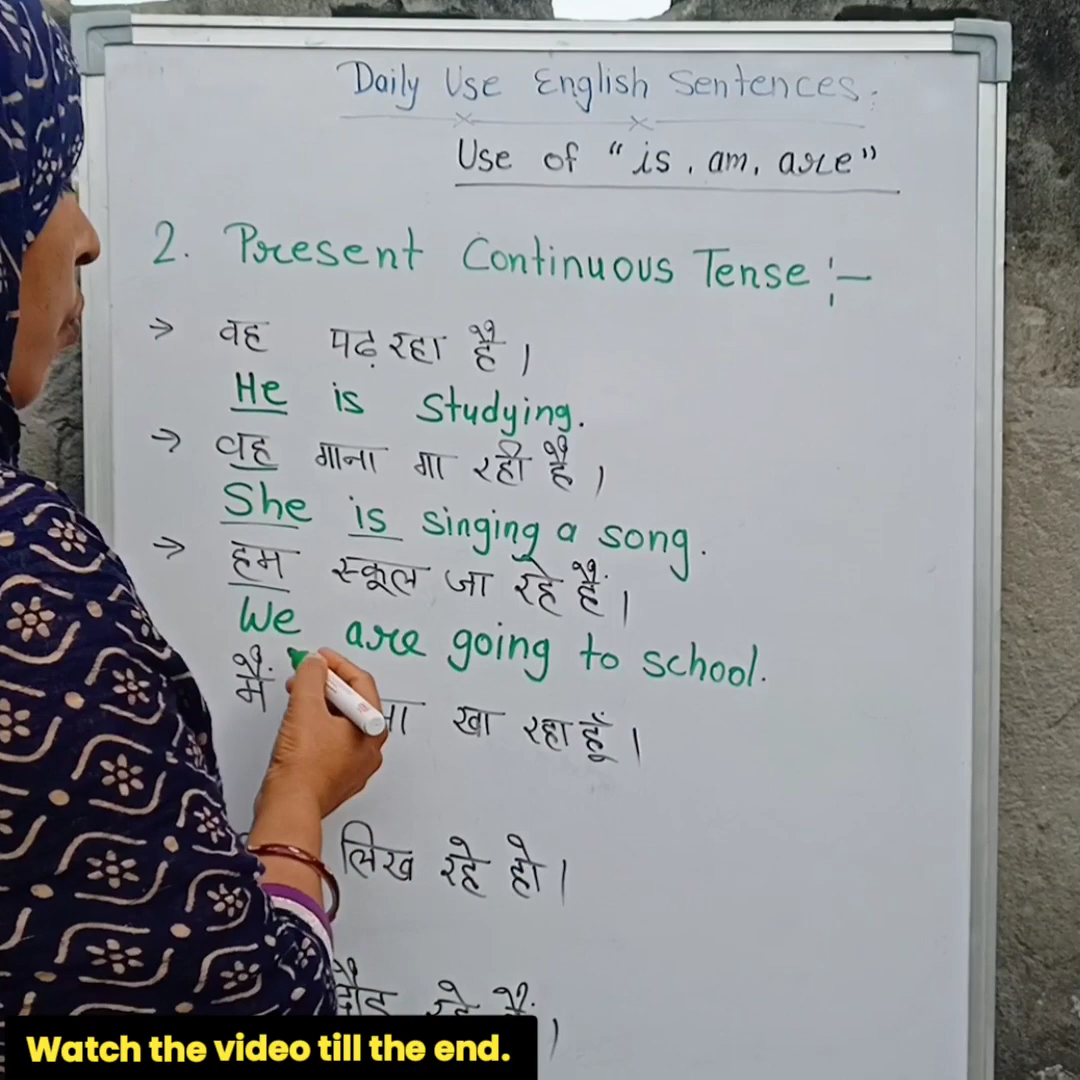 Daily Use English Sentences:
Use of "is, am, are"
2. Present Continuous Tense :-
→ वह पढ़ रहा है।
He is studying.
→ वह गाना गा रही है।
She is singing a song.
→ हम स्कूल जा रहे हैं।
We are going to school.
मैं खा रहा हूँ।
लिख रहे हो।
दौड़ रहे हैं।
Watch the video till the end.